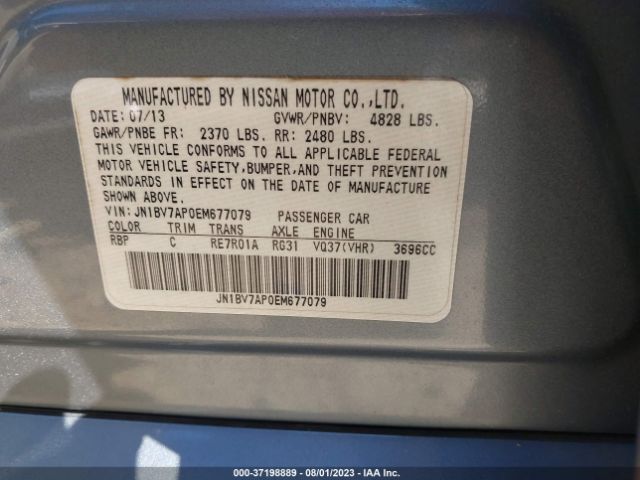 MANUFACTURED BY NISSAN MOTOR CO.,LTD.
DATE: 07/13 GVWR/PNBV: 4828 LBS.
GAWR/PNBE FR: 2370 LBS. RR: 2480 LBS.
THIS VEHICLE CONFORMS TO ALL APPLICABLE FEDERAL
MOTOR VEHICLE SAFETY,BUMPER,AND THEFT PREVENTION
STANDARDS IN EFFECT ON THE DATE OF MANUFACTURE
SHOWN ABOVE.
VIN: JN1BV7AP0EM677079 PASSENGER CAR
COLOR TRIM TRANS AXLE ENGINE
RBP C RE7R01A RG31 VQ37(VHR) 3696CC
JN1BV7AP0EM677079
000-37198889 - 08/01/2023 - IAA Inc.